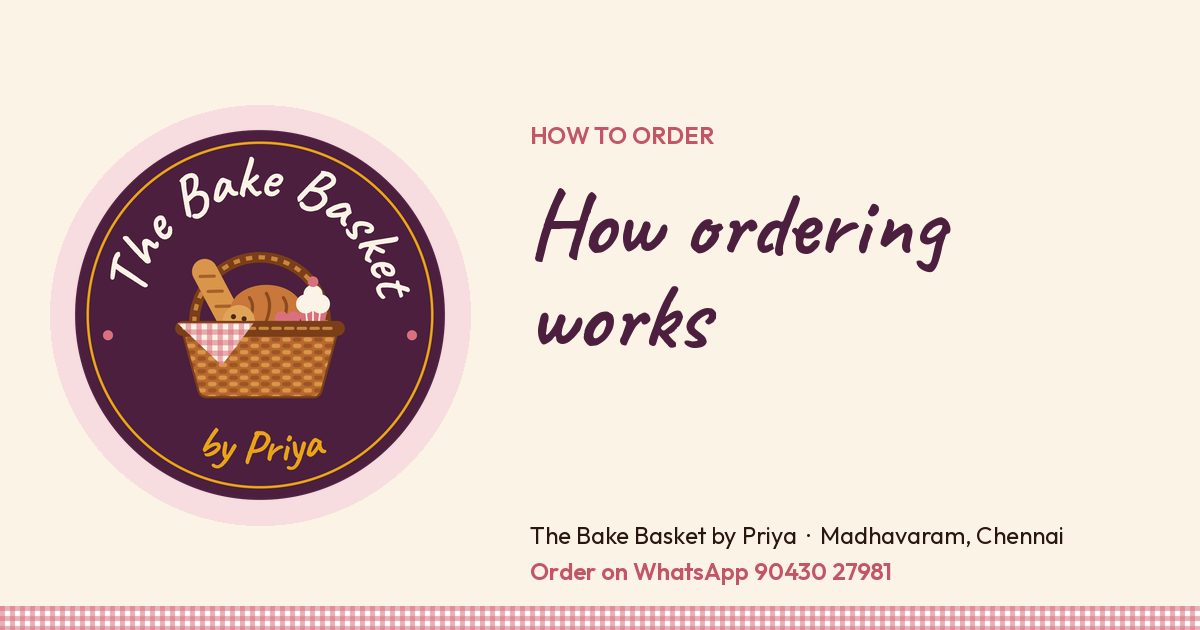 The Bake Basket
by Priya
HOW TO ORDER
How ordering
works
The Bake Basket by Priya · Madhavaram, Chennai
Order on WhatsApp 90430 27981